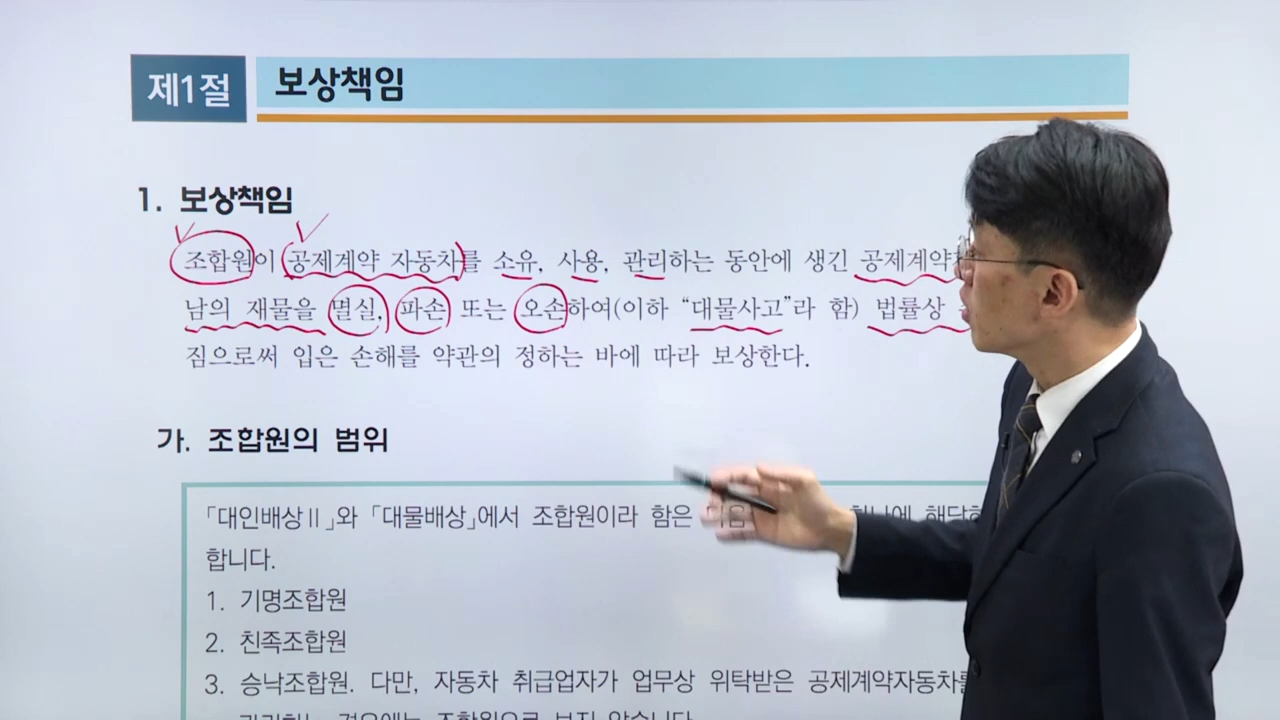 제1절 보상책임
1. 보상책임
조합원이 공제계약 자동차를 소유, 사용, 관리하는 동안에 생긴 공제계약
남의 재물을 멸실, 파손 또는 오손하여(이하 “대물사고”라 함) 법률상
짐으로써 입은 손해를 약관의 정하는 바에 따라 보상한다.
가. 조합원의 범위
「대인배상Ⅱ」와 「대물배상」에서 조합원이라 함은
합니다.
1. 기명조합원
2. 친족조합원
3. 승낙조합원. 다만, 자동차 취급업자가 업무상 위탁받은 공제계약자동차를